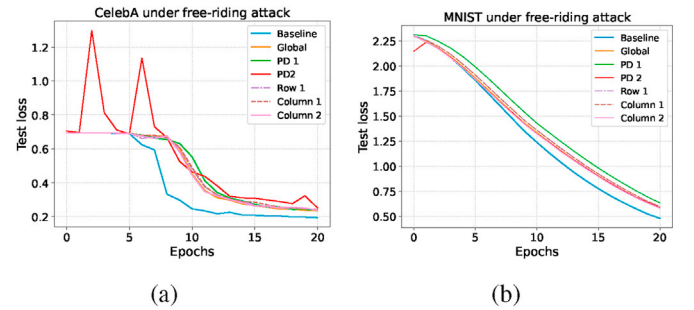 CelebA under free-riding attack
Test loss
1.2
1.0
0.8
0.6
0.4
0.2
0
5
10
15
20
Epochs
Baseline
Global
PD 1
PD2
Row 1
Column 1
Column 2
(a)
MNIST under free-riding attack
Test loss
2.25
2.00
1.75
1.50
1.25
1.00
0.75
0.50
0
5
10
15
20
Epochs
Baseline
Global
PD 1
PD 2
Row 1
Column 1
Column 2
(b)